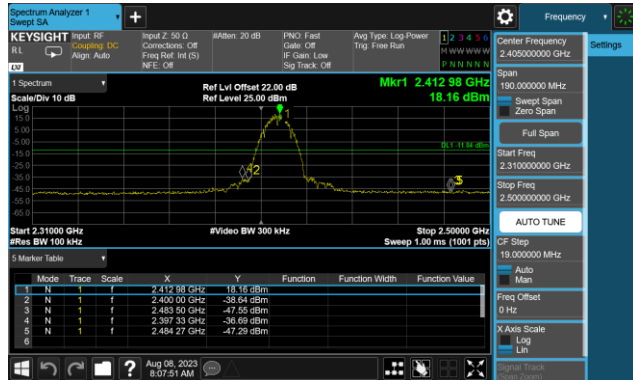 Spectrum Analyzer 1
Swept SA
Frequency
KEYSIGHT Input: RF
Coupling: DC
Align: Auto
RL
LXI
Input Z: 50 Ω
Corrections: Off
Freq Ref: Int (S)
NFE: Off
#Atten: 20 dB
PNO: Fast
Gate: Off
IF Gain: Low
Sig Track: Off
Avg Type: Log-Power
Trig: Free Run
1 2 3 4 5 6
M W W W W W
P N N N N N
1 Spectrum
Scale/Div 10 dB
Log
Ref Lvl Offset 22.00 dB
Ref Level 25.00 dBm
Mkr1 2.412 98 GHz
18.16 dBm
15.0
5.00
-5.00
-15.0
-25.0
-35.0
-45.0
-55.0
-65.0
1
DL1 -11.84 dBm
2
Start 2.31000 GHz
#Res BW 100 kHz
#Video BW 300 kHz
Stop 2.50000 GHz
Sweep 1.00 ms (1001 pts)
5 Marker Table
Mode Trace Scale X Y Function Function Width Function Value
1 N 1 f 2.412 98 GHz 18.16 dBm
2 N 1 f 2.400 00 GHz -38.64 dBm
3 N 1 f 2.483 50 GHz -47.55 dBm
4 N 1 f 2.397 33 GHz -36.69 dBm
5 N 1 f 2.484 27 GHz -47.29 dBm
6
Aug 08, 2023
8:07:51 AM
Center Frequency
2.405000000 GHz
Settings
Span
190.000000 MHz
Swept Span
Zero Span
Full Span
Start Freq
2.310000000 GHz
Stop Freq
2.500000000 GHz
AUTO TUNE
CF Step
19.000000 MHz
Auto
Man
Freq Offset
0 Hz
X Axis Scale
Log
Lin
Signal Track
(Span Zoom)